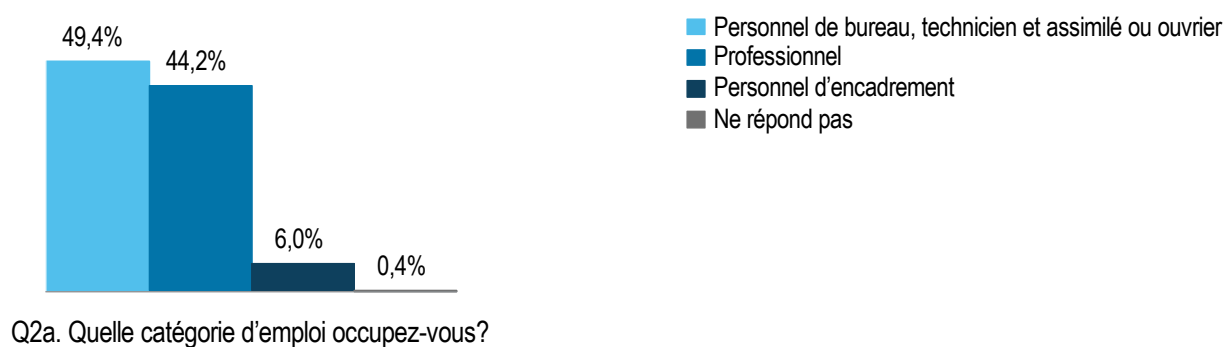 49,4%
44,2%
6,0%
0,4%
Personnel de bureau, technicien et assimilé ou ouvrier
Professionnel
Personnel d’encadrement
Ne répond pas
Q2a. Quelle catégorie d’emploi occupez-vous?